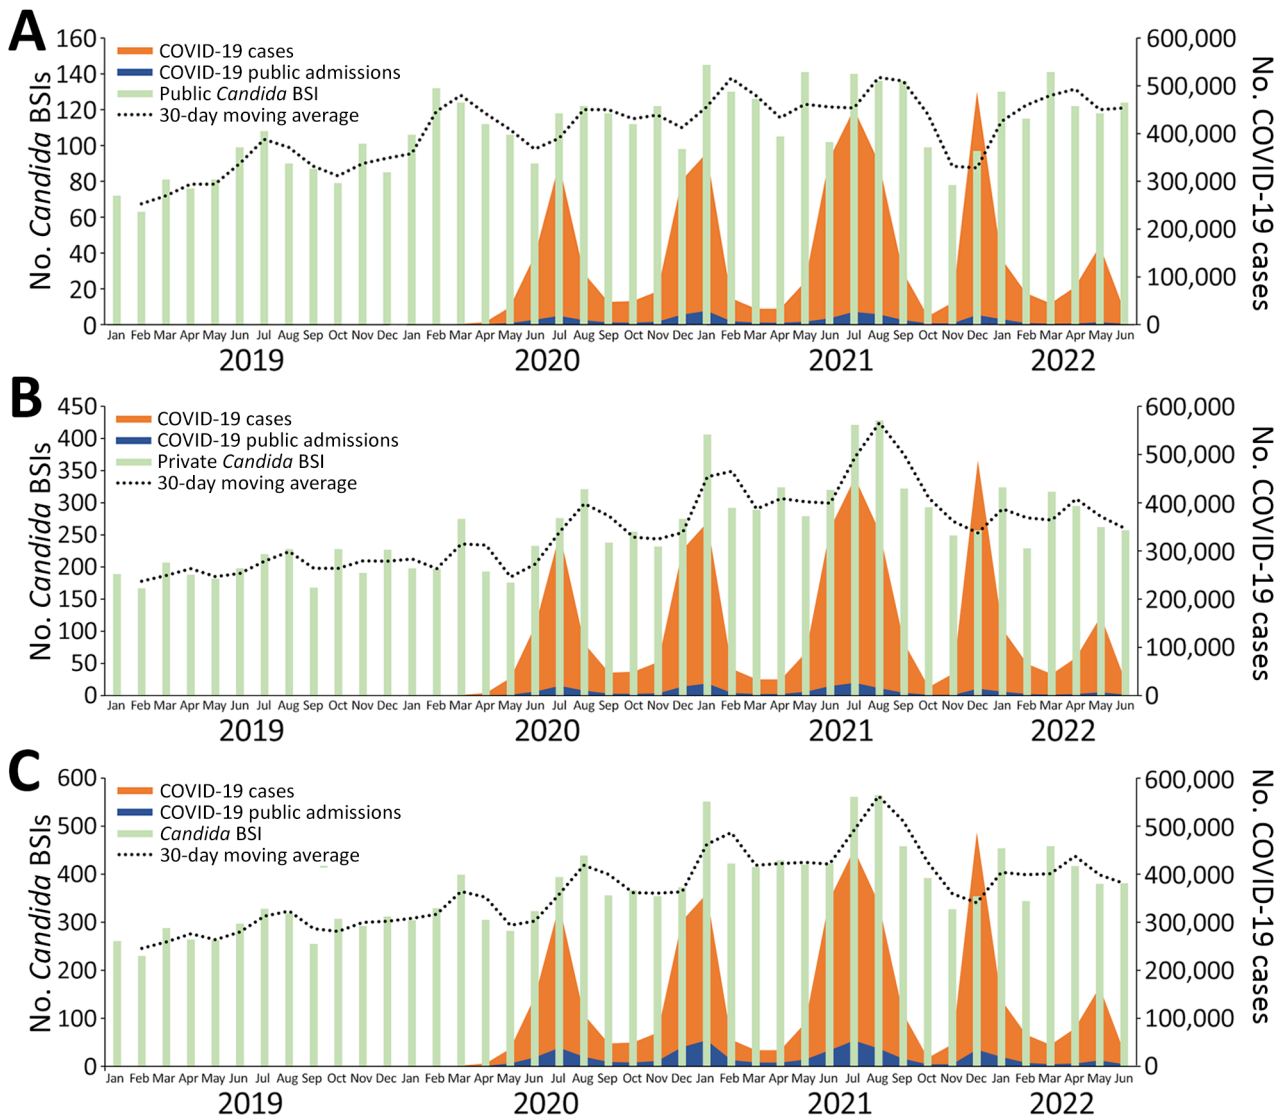 A
No. Candida BSIs
160
140
120
100
80
60
40
20
0
COVID-19 cases
COVID-19 public admissions
Public Candida BSI
30-day moving average
600,000
500,000
400,000
300,000
200,000
100,000
0
No. COVID-19 cases
Jan Feb Mar Apr May Jun Jul Aug Sep Oct Nov Dec Jan Feb Mar Apr May Jun Jul Aug Sep Oct Nov Dec Jan Feb Mar Apr May Jun Jul Aug Sep Oct Nov Dec Jan Feb Mar Apr May Jun
2019 2020 2021 2022
B
No. Candida BSIs
450
400
350
300
250
200
150
100
50
0
COVID-19 cases
COVID-19 public admissions
Private Candida BSI
30-day moving average
600,000
500,000
400,000
300,000
200,000
100,000
0
No. COVID-19 cases
Jan Feb Mar Apr May Jun Jul Aug Sep Oct Nov Dec Jan Feb Mar Apr May Jun Jul Aug Sep Oct Nov Dec Jan Feb Mar Apr May Jun Jul Aug Sep Oct Nov Dec Jan Feb Mar Apr May Jun
2019 2020 2021 2022
C
No. Candida BSIs
600
500
400
300
200
100
0
COVID-19 cases
COVID-19 public admissions
Candida BSI
30-day moving average
600,000
500,000
400,000
300,000
200,000
100,000
0
No. COVID-19 cases
Jan Feb Mar Apr May Jun Jul Aug Sep Oct Nov Dec Jan Feb Mar Apr May Jun Jul Aug Sep Oct Nov Dec Jan Feb Mar Apr May Jun Jul Aug Sep Oct Nov Dec Jan Feb Mar Apr May Jun
2019 2020 2021 2022